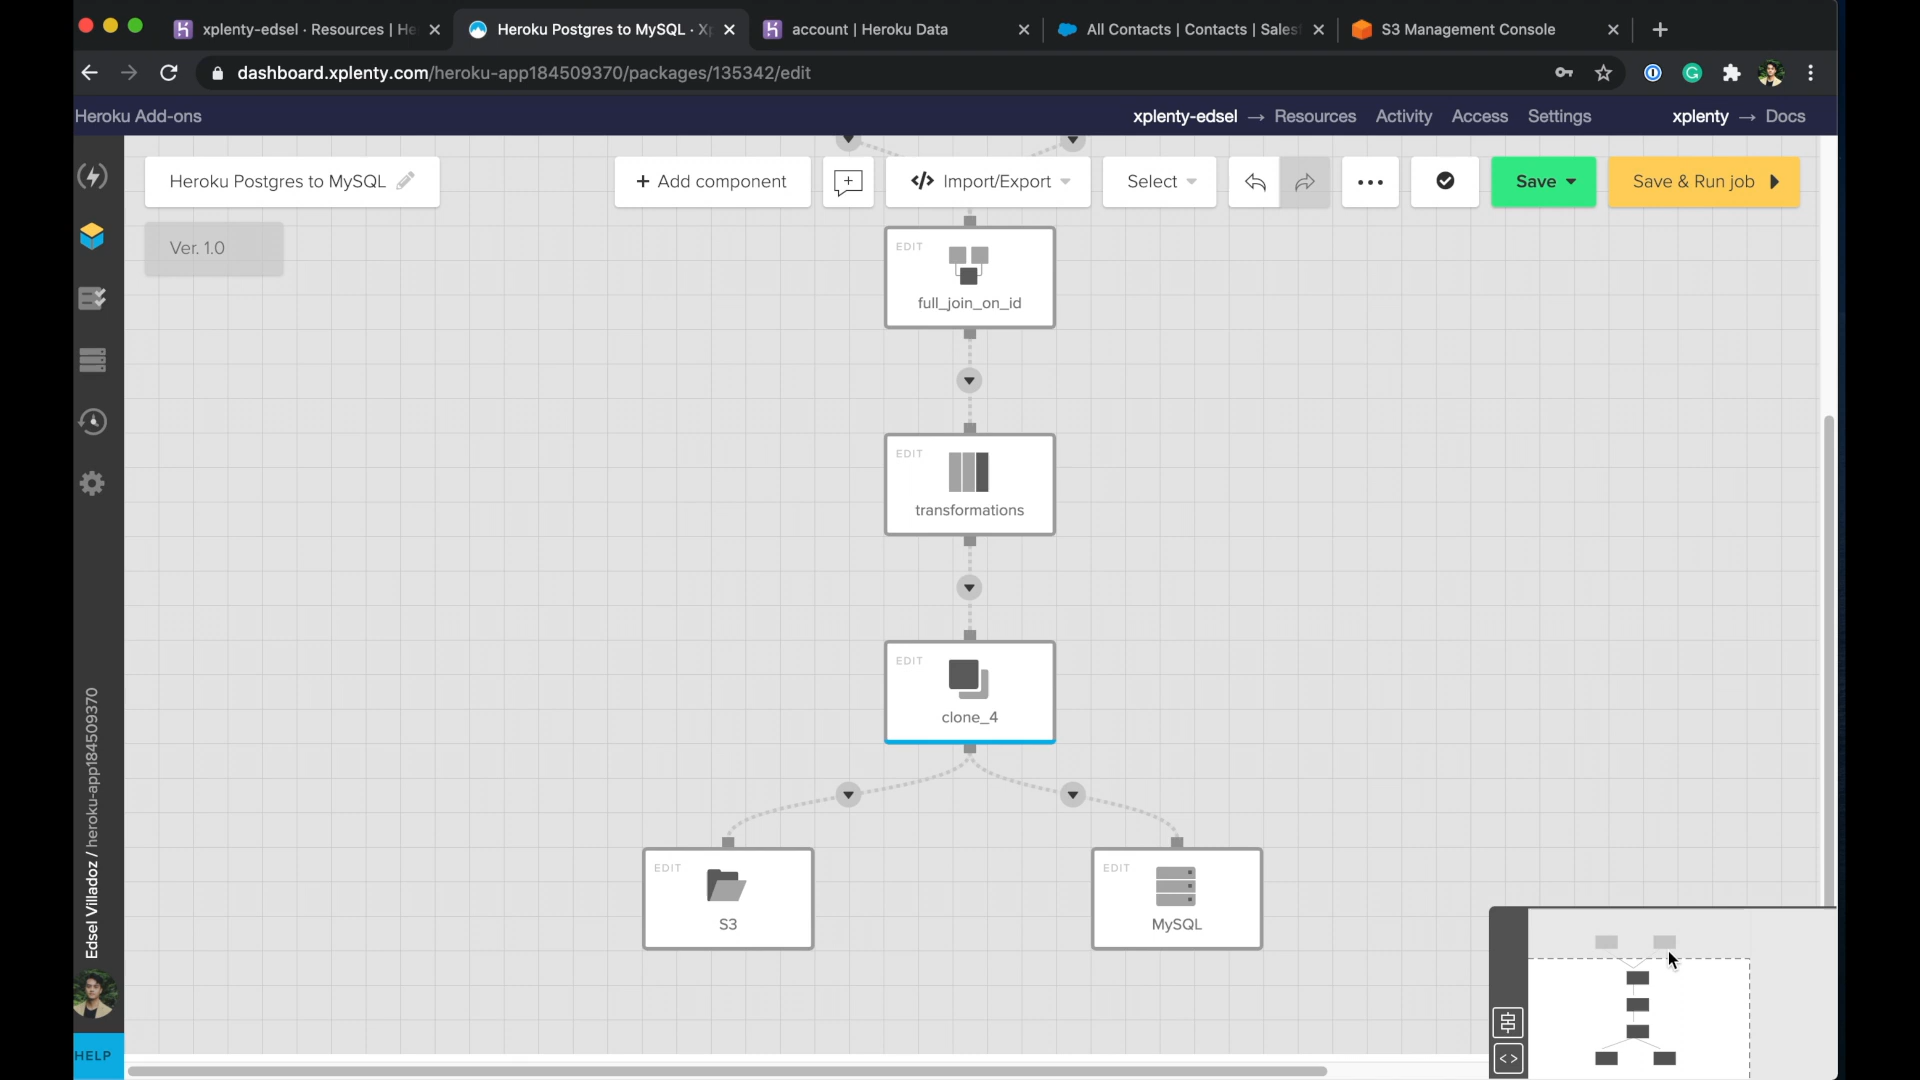 xplenty-edsel · Resources | He
Heroku Postgres to MySQL · X
account | Heroku Data
All Contacts | Contacts | Sales
S3 Management Console
dashboard.xplenty.com/heroku-app184509370/packages/135342/edit
Heroku Add-ons
xplenty-edsel → Resources Activity Access Settings xplenty → Docs
Heroku Postgres to MySQL
+ Add component
</> Import/Export
Select
Save
Save & Run job
Ver. 1.0
EDIT
full_join_on_id
EDIT
transformations
EDIT
clone_4
EDIT
S3
EDIT
MySQL
Edsel Villadoz / heroku-app184509370
HELP